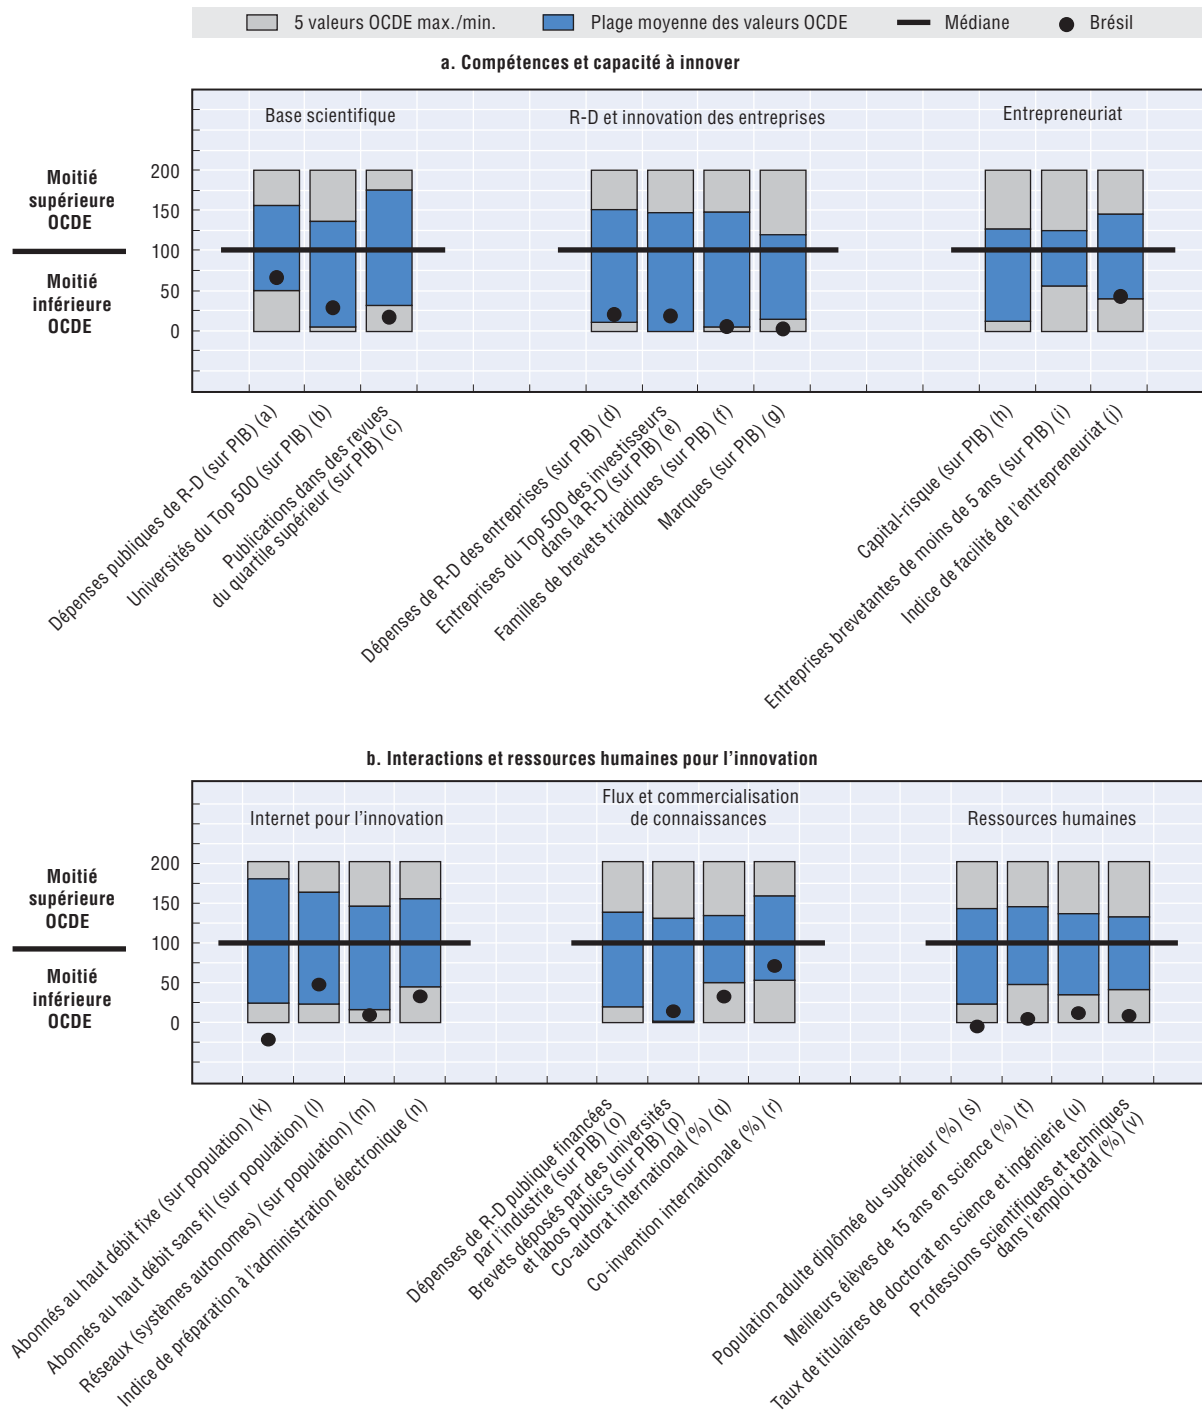 5 valeurs OCDE max./min. Plage moyenne des valeurs OCDE Médiane Brésil
a. Compétences et capacité à innover
Base scientifique R-D et innovation des entreprises Entrepreneuriat
Moitié
supérieure
OCDE
Moitié
inférieure
OCDE
200
150
100
50
0
Dépenses publiques de R-D (sur PIB) (a)
Universités du Top 500 (sur PIB) (b)
Publications dans des revues
du quartile supérieur (sur PIB) (c)
Dépenses de R-D des entreprises (sur PIB) (d)
Entreprises du Top 500 des investisseurs
dans la R-D (sur PIB) (e)
Familles de brevets triadiques (sur PIB) (f)
Marques (sur PIB) (g)
Capital-risque (sur PIB) (h)
Entreprises brevetantes de moins de 5 ans (sur PIB) (i)
Indice de facilité de l'entrepreneuriat (j)
b. Interactions et ressources humaines pour l'innovation
Internet pour l'innovation
Flux et commercialisation
de connaissances
Ressources humaines
Moitié
supérieure
OCDE
Moitié
inférieure
OCDE
200
150
100
50
0
Abonnés au haut débit fixe (sur population) (k)
Abonnés au haut débit sans fil (sur population) (l)
Réseaux (systèmes autonomes) (sur population) (m)
Indice de préparation à l'administration électronique (n)
Dépenses de R-D publique financées
par l'industrie (sur PIB) (o)
Brevets déposés par des universités
et labos publics (sur PIB) (p)
Co-autorat international (%) (q)
Co-invention internationale (%) (r)
Population adulte diplômée du supérieur (%) (s)
Meilleurs élèves de 15 ans en science (%) (t)
Taux de titulaires de doctorat en science et ingénierie (u)
Professions scientifiques et techniques
dans l'emploi total (%) (v)